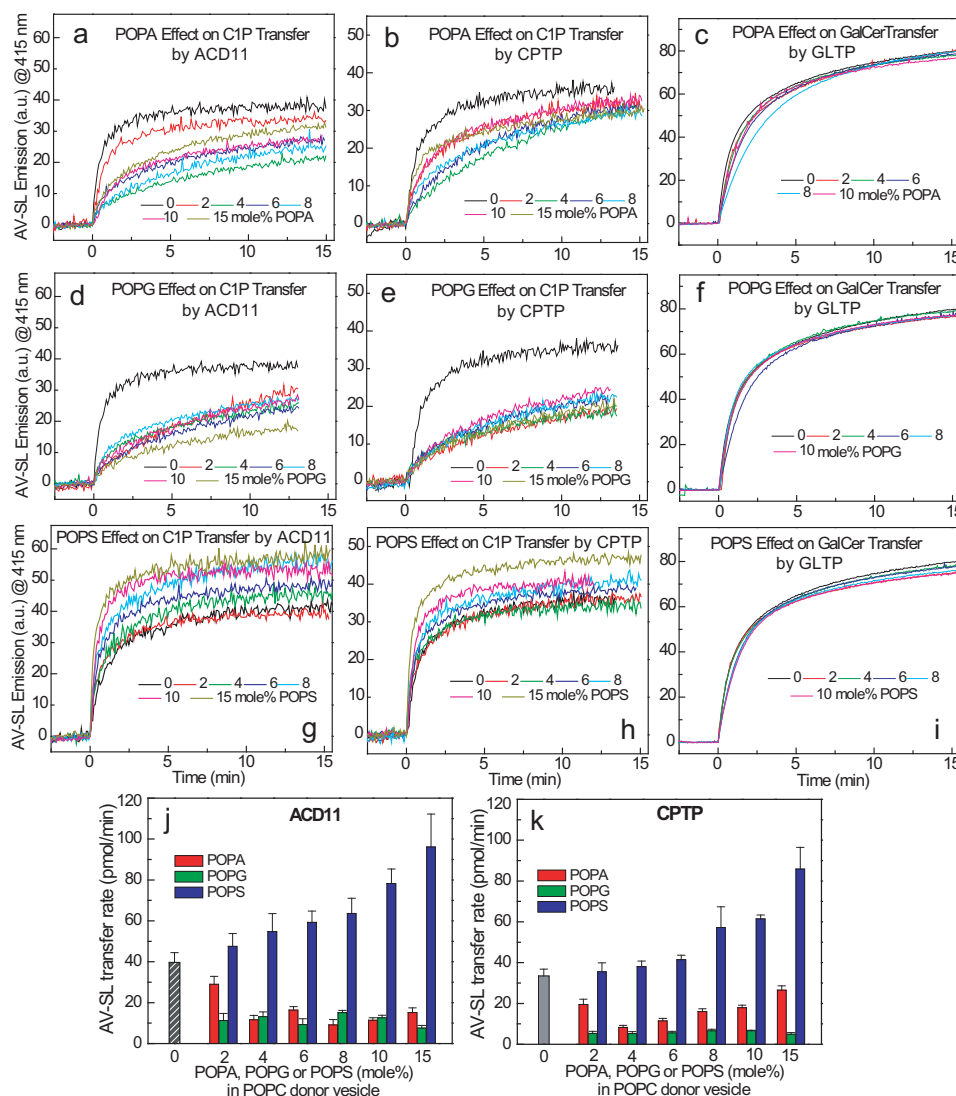 a
POPA Effect on C1P Transfer
by ACD11
AV-SL Emission (a.u.) @415 nm
60
50
40
30
20
10
0
0 2 4 6 8
10 15 mole% POPA
0 5 10 15
b
POPA Effect on C1P Transfer
by CPTP
50
40
30
20
10
0
0 2 4 6 8
10 15 mole% POPA
0 5 10 15
c
POPA Effect on GalCerTransfer
by GLTP
80
60
40
20
0
0 2 4 6
8 10 mole% POPA
0 5 10 15
d
POPG Effect on C1P Transfer
by ACD11
AV-SL Emission (a.u.) @415 nm
60
50
40
30
20
10
0
0 2 4 6 8
10 15 mole% POPG
0 5 10 15
e
POPG Effect on C1P Transfer
by CPTP
50
40
30
20
10
0
0 2 4 6 8
10 15 mole% POPG
0 5 10 15
f
POPG Effect on GalCer Transfer
by GLTP
80
60
40
20
0
0 2 4 6 8
10 mole% POPG
0 5 10 15
POPS Effect on C1P Transfer by ACD11
AV-SL Emission (a.u.) @415 nm
60
50
40
30
20
10
0
0 2 4 6 8
10 15 mole% POPS
g
0 5 10 15
Time (min)
POPS Effect on C1P Transfer by CPTP
50
40
30
20
10
0
0 2 4 6 8
10 15 mole% POPS
h
0 5 10 15
Time (min)
POPS Effect on GalCer Transfer
by GLTP
80
60
40
20
0
0 2 4 6 8
10 mole% POPS
i
0 5 10 15
Time (min)
j
ACD11
AV-SL transfer rate (pmol/min)
120
100
80
60
40
20
0
POPA
POPG
POPS
0 2 4 6 8 10 15
POPA, POPG or POPS (mole%)
in POPC donor vesicle
k
CPTP
AV-SL transfer rate (pmol/min)
120
100
80
60
40
20
0
POPA
POPG
POPS
0 2 4 6 8 10 15
POPA, POPG or POPS (mole%)
in POPC donor vesicle